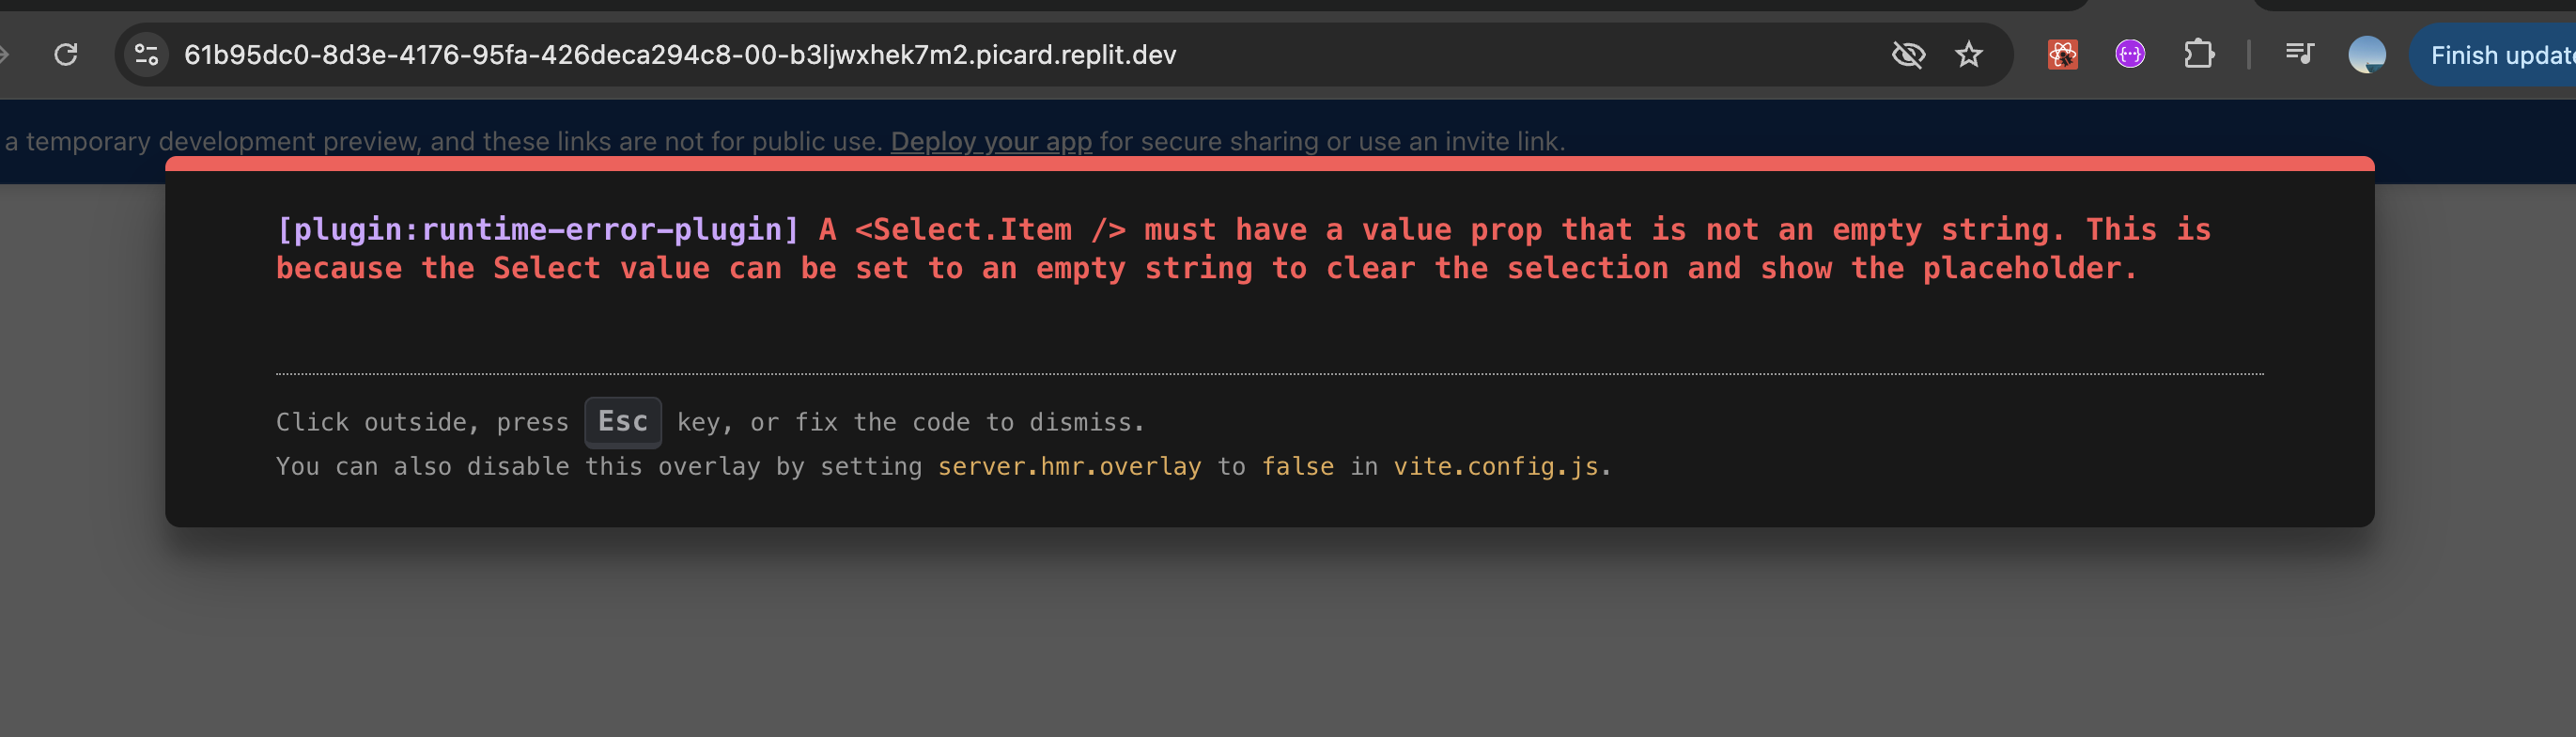 61b95dc0-8d3e-4176-95fa-426deca294c8-00-b3ljwxhek7m2.picard.replit.dev
Finish update
a temporary development preview, and these links are not for public use. Deploy your app for secure sharing or use an invite link.
[plugin:runtime-error-plugin] A <Select.Item /> must have a value prop that is not an empty string. This is
because the Select value can be set to an empty string to clear the selection and show the placeholder.
Click outside, press Esc key, or fix the code to dismiss.
You can also disable this overlay by setting server.hmr.overlay to false in vite.config.js.